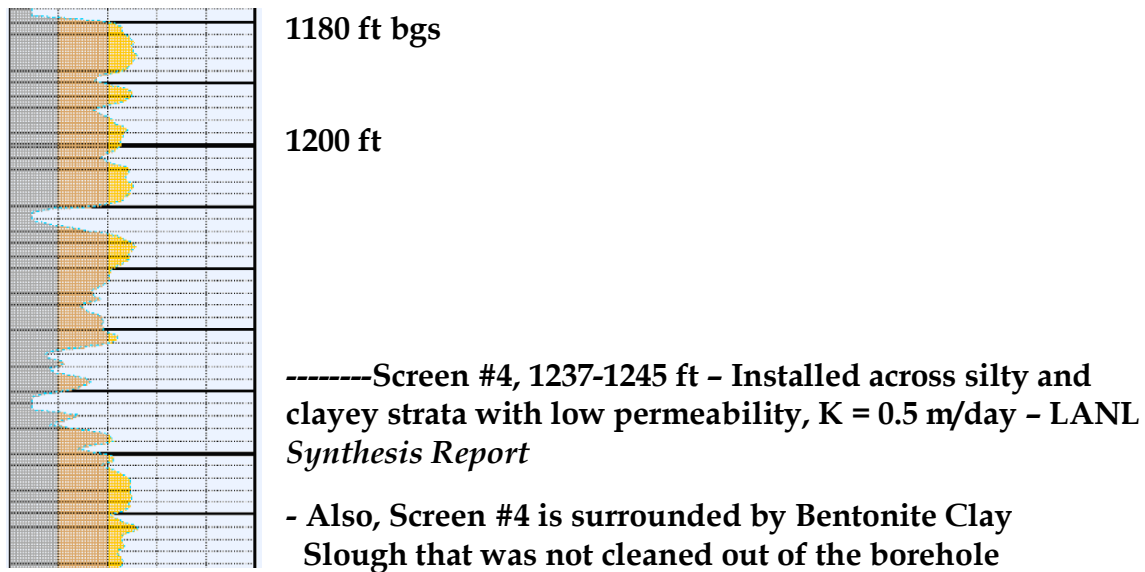 1180 ft bgs
1200 ft
--------Screen #4, 1237-1245 ft – Installed across silty and
clayey strata with low permeability, K = 0.5 m/day – LANL
Synthesis Report
- Also, Screen #4 is surrounded by Bentonite Clay
Slough that was not cleaned out of the borehole